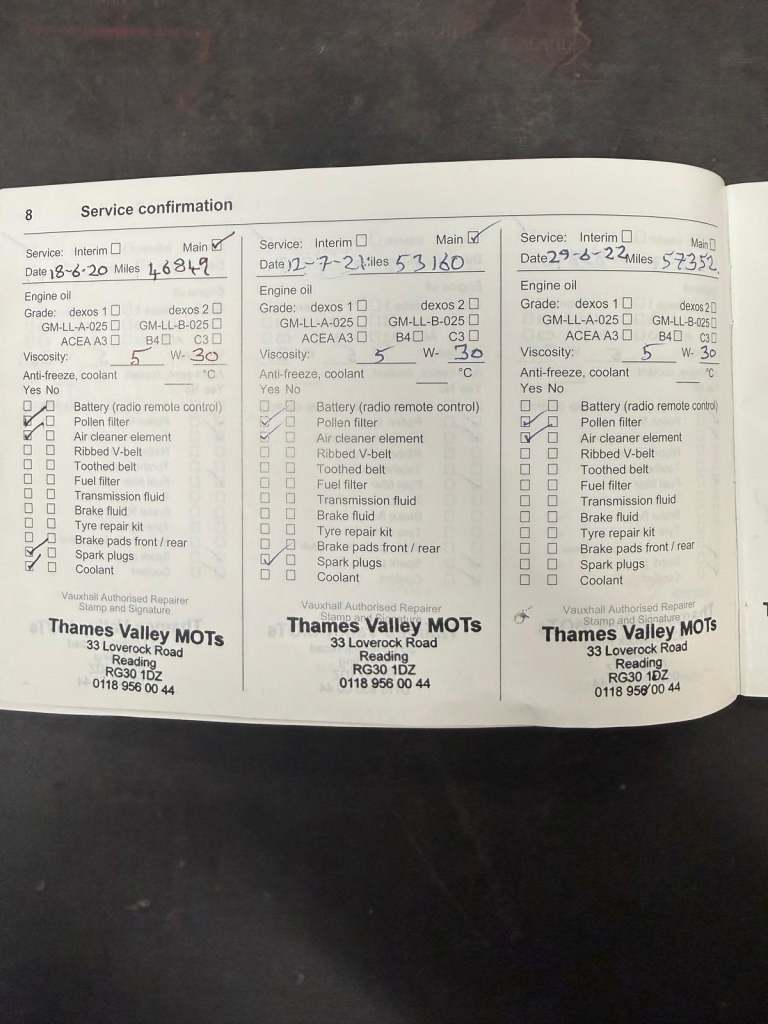 8 Service confirmation
Service: Interim Main
Date 18-6-20 Miles 46849
Engine oil
Grade: dexos 1 dexos 2
GM-LL-A-025 GM-LL-B-025
ACEA A3 B4 C3
Viscosity: 5 W- 30
Anti-freeze, coolant °C
Yes No
Battery (radio remote control)
Pollen filter
Air cleaner element
Ribbed V-belt
Toothed belt
Fuel filter
Transmission fluid
Brake fluid
Tyre repair kit
Brake pads front / rear
Spark plugs
Coolant
Vauxhall Authorised Repairer
Stamp and Signature
Thames Valley MOTs
33 Loverock Road
Reading
RG30 1DZ
0118 956 00 44
Service: Interim Main
Date 12-7-21 Miles 53160
Engine oil
Grade: dexos 1 dexos 2
GM-LL-A-025 GM-LL-B-025
ACEA A3 B4 C3
Viscosity: 5 W- 30
Anti-freeze, coolant °C
Yes No
Battery (radio remote control)
Pollen filter
Air cleaner element
Ribbed V-belt
Toothed belt
Fuel filter
Transmission fluid
Brake fluid
Tyre repair kit
Brake pads front / rear
Spark plugs
Coolant
Vauxhall Authorised Repairer
Stamp and Signature
Thames Valley MOTs
33 Loverock Road
Reading
RG30 1DZ
0118 956 00 44
Service: Interim Main
Date 29-6-22 Miles 57352
Engine oil
Grade: dexos 1 dexos 2
GM-LL-A-025 GM-LL-B-025
ACEA A3 B4 C3
Viscosity: 5 W- 30
Anti-freeze, coolant °C
Yes No
Battery (radio remote control)
Pollen filter
Air cleaner element
Ribbed V-belt
Toothed belt
Fuel filter
Transmission fluid
Brake fluid
Tyre repair kit
Brake pads front / rear
Spark plugs
Coolant
Vauxhall Authorised Repairer
Stamp and Signature
Thames Valley MOTs
33 Loverock Road
Reading
RG30 1DZ
0118 956 00 44